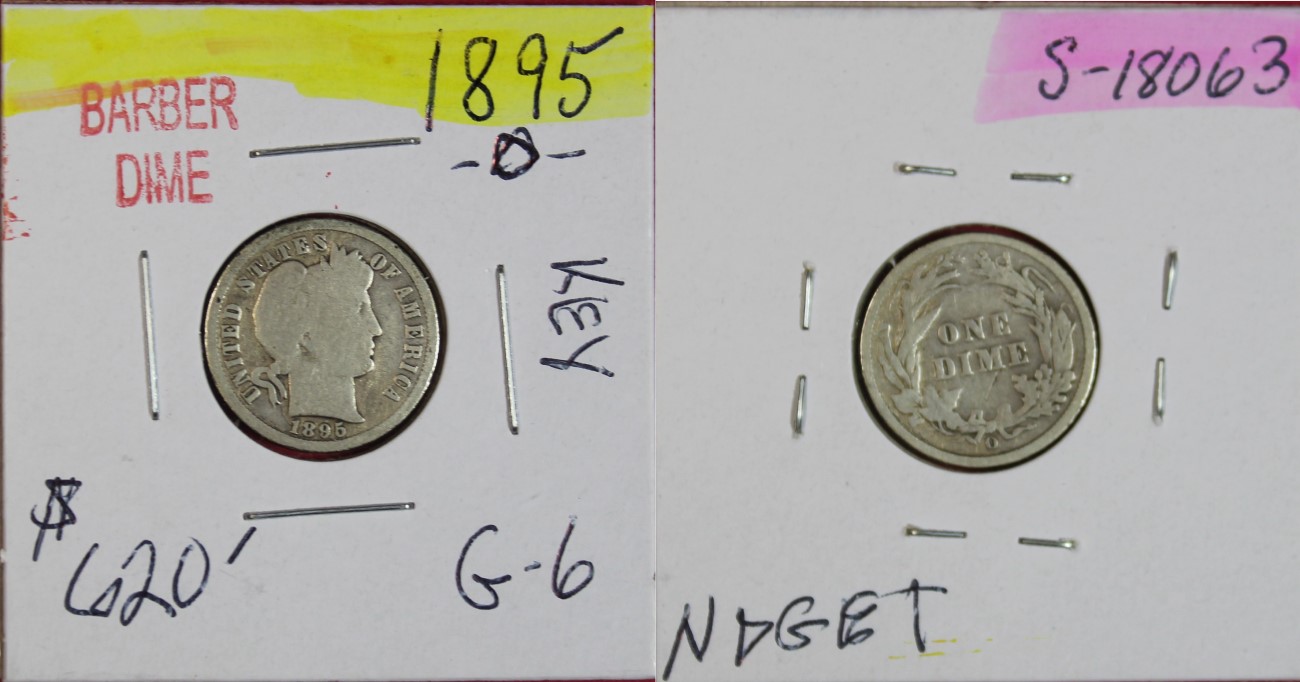 1895
BARBER
DIME
-O-
KEY
UNITED STATES OF AMERICA
1895
$620
G-6
S-18063
ONE
DIME
O
NDGET